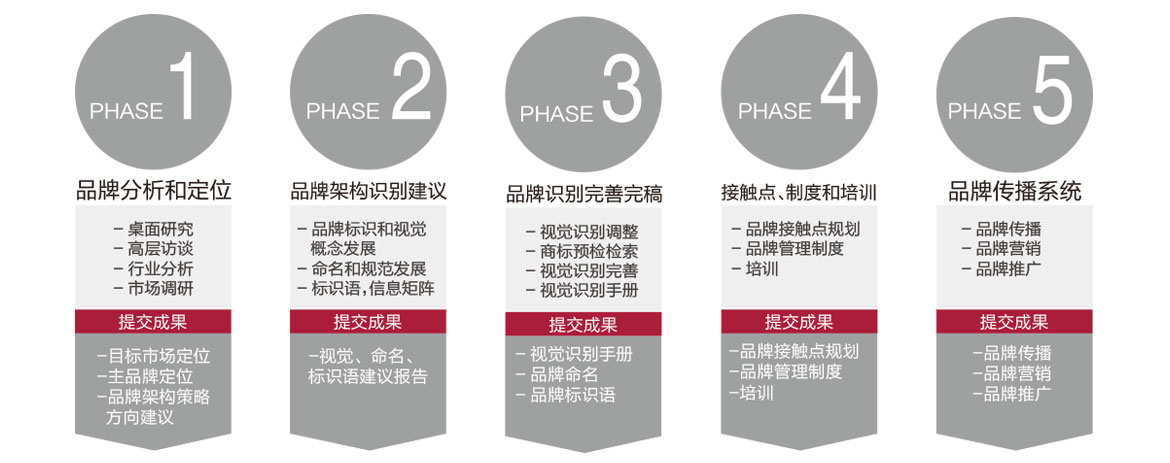 PHASE 1
品牌分析和定位
- 桌面研究
- 高层访谈
- 行业分析
- 市场调研
提交成果
-目标市场定位
-主品牌定位
-品牌架构策略
方向建议
PHASE 2
品牌架构识别建议
- 品牌标识和视觉
概念发展
- 命名和规范发展
- 标识语,信息矩阵
提交成果
-视觉、命名、
标识语建议报告
PHASE 3
品牌识别完善完稿
- 视觉识别调整
- 商标预检检索
- 视觉识别完善
- 视觉识别手册
提交成果
- 视觉识别手册
- 品牌命名
- 品牌标识语
PHASE 4
接触点、制度和培训
- 品牌接触点规划
- 品牌管理制度
- 培训
提交成果
-品牌接触点规划
-品牌管理制度
-培训
PHASE 5
品牌传播系统
- 品牌传播
- 品牌营销
- 品牌推广
提交成果
-品牌传播
-品牌营销
-品牌推广